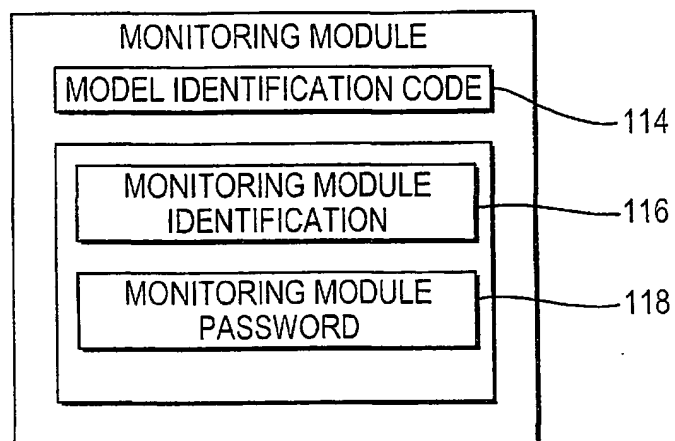 MONITORING MODULE
MODEL IDENTIFICATION CODE
114
MONITORING MODULE
IDENTIFICATION
116
MONITORING MODULE
PASSWORD
118